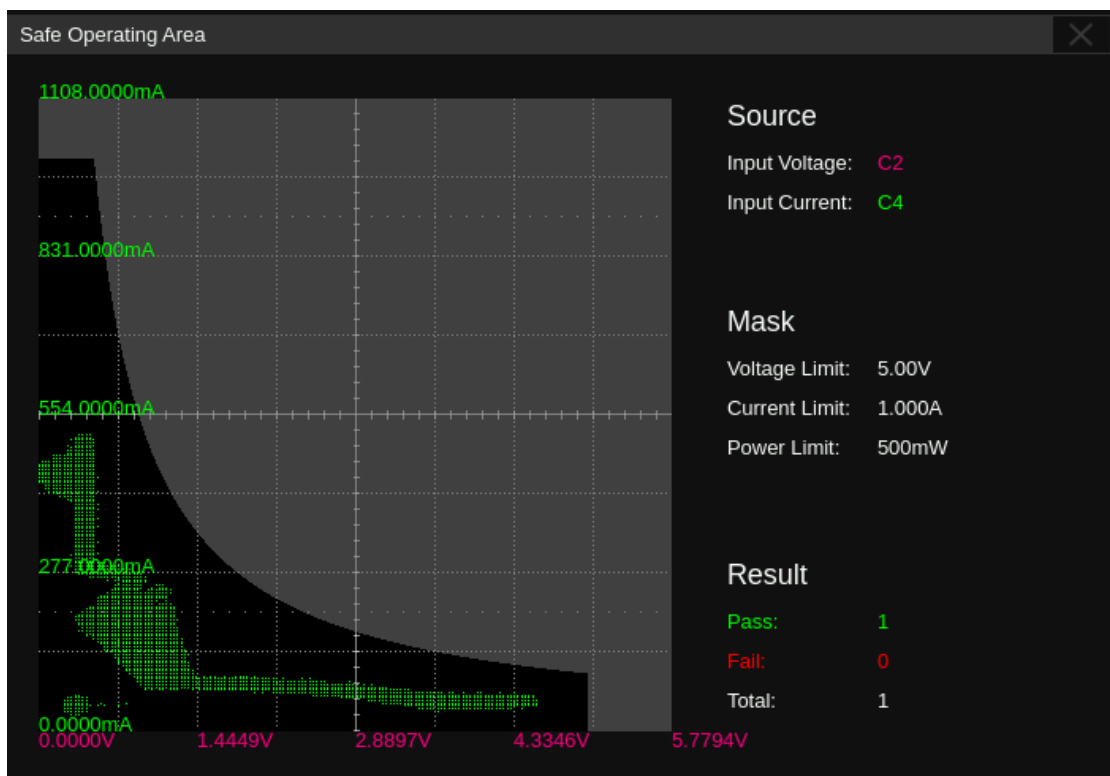 Safe Operating Area
1108.0000mA
831.0000mA
554.0000mA
277.0000mA
0.0000mA
0.0000V 1.4449V 2.8897V 4.3346V 5.7794V
Source
Input Voltage: C2
Input Current: C4
Mask
Voltage Limit: 5.00V
Current Limit: 1.000A
Power Limit: 500mW
Result
Pass: 1
Fail: 0
Total: 1